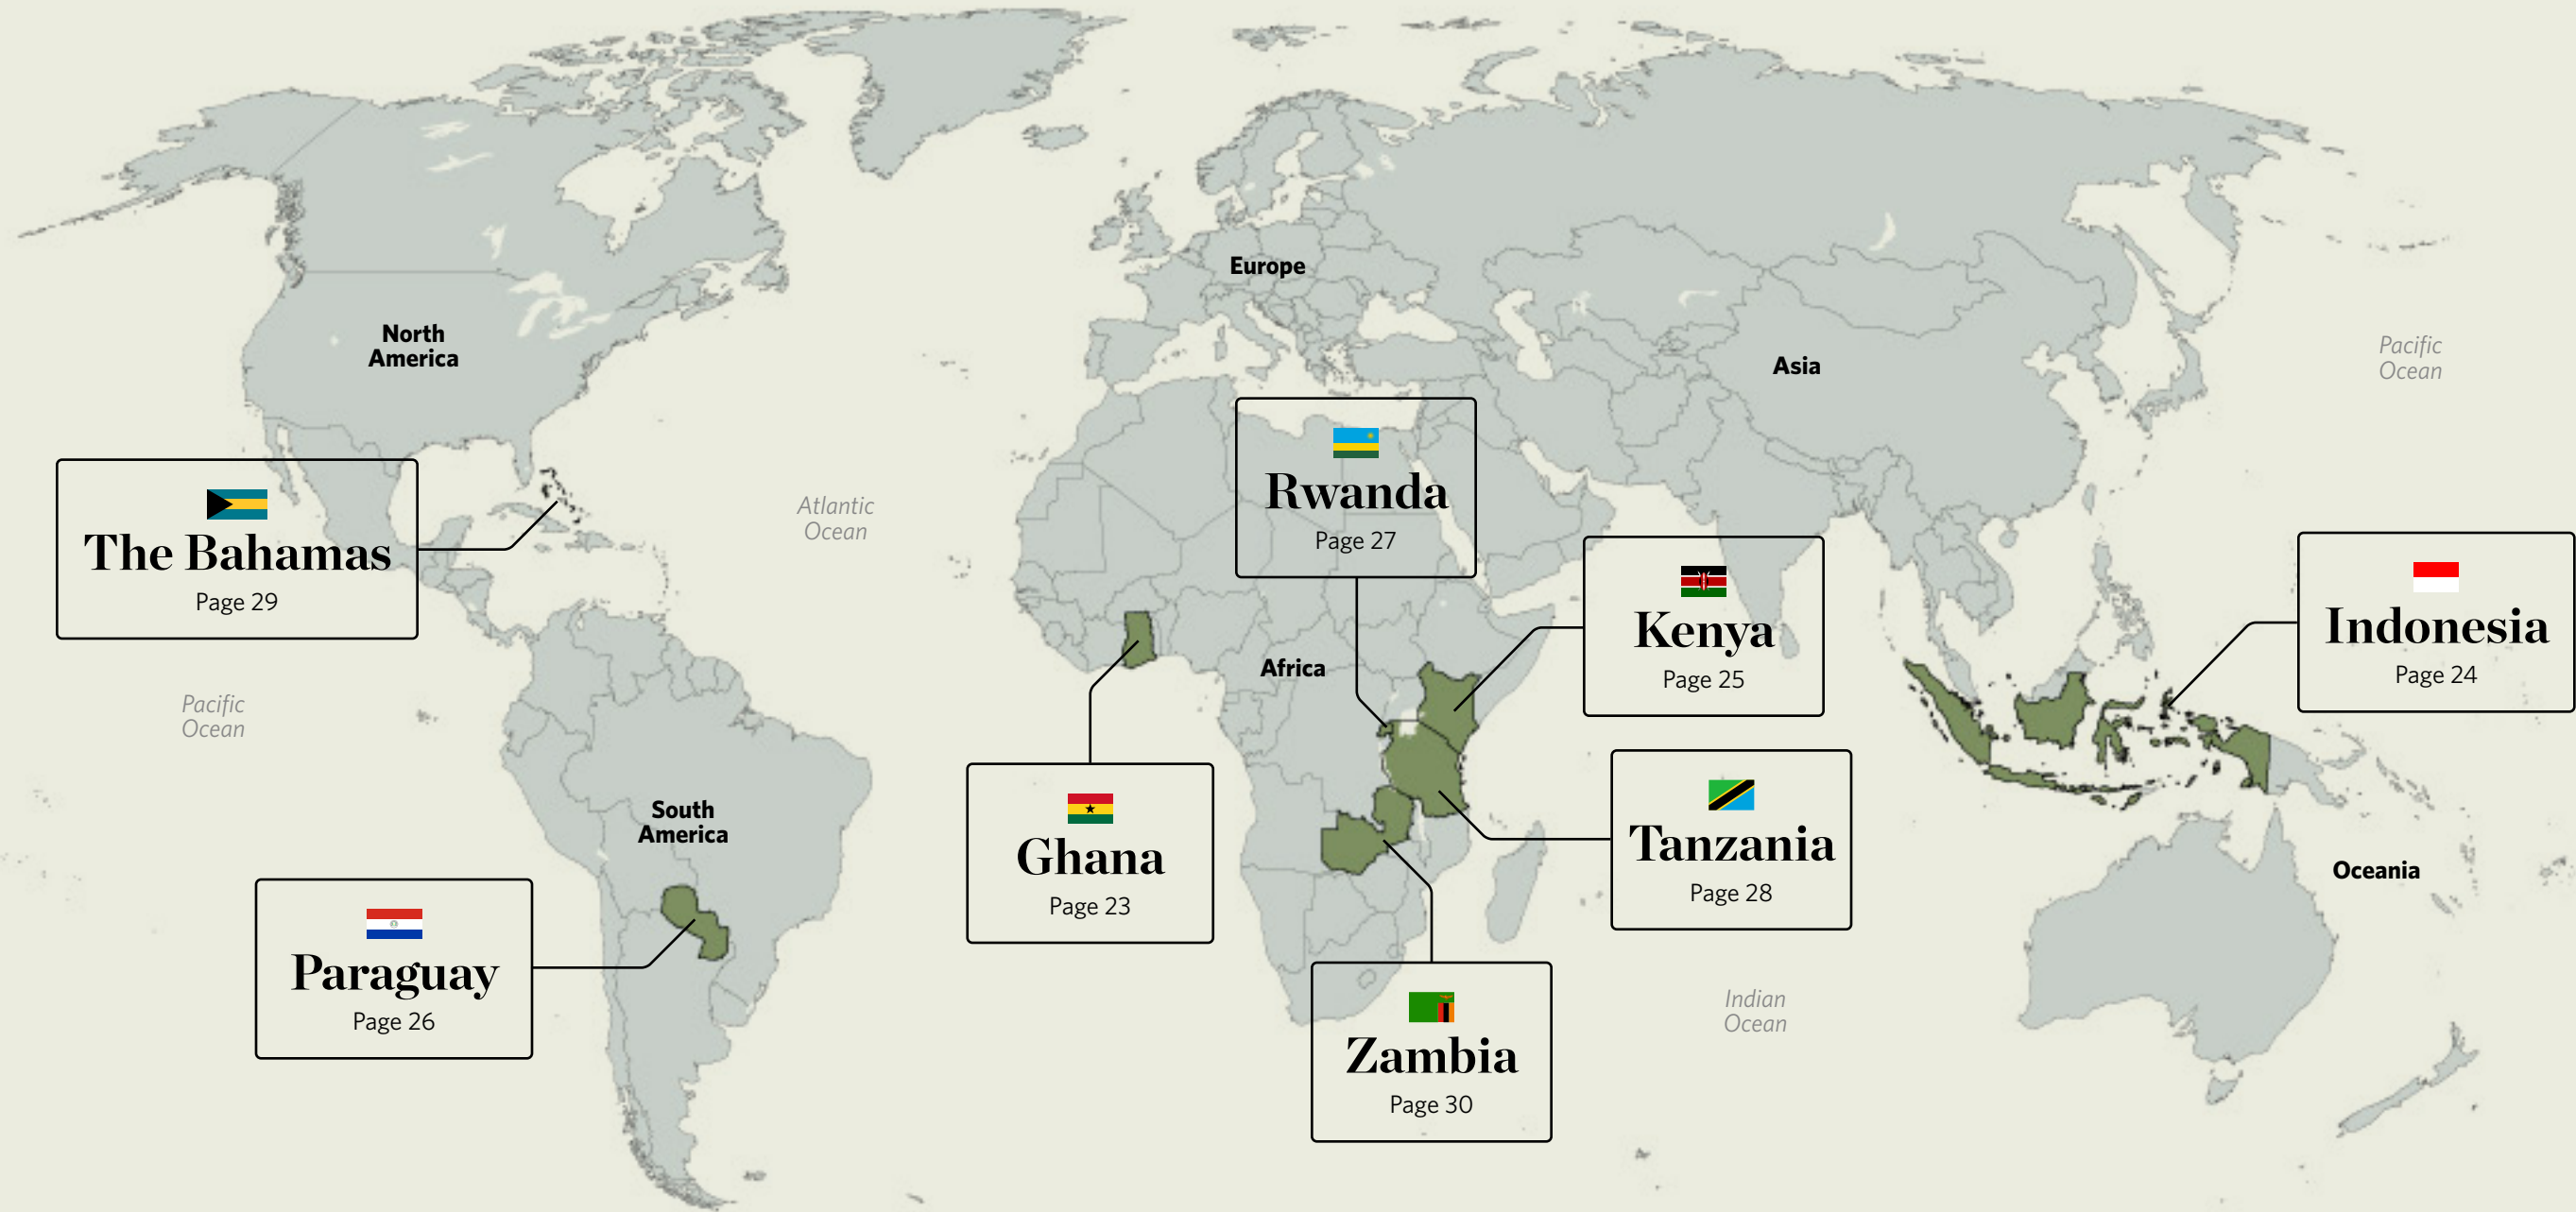 Europe
North
America
Asia
Pacific
Ocean
The Bahamas
Page 29
Atlantic
Ocean
Rwanda
Page 27
Kenya
Page 25
Indonesia
Page 24
Africa
Pacific
Ocean
South
America
Ghana
Page 23
Tanzania
Page 28
Oceania
Paraguay
Page 26
Zambia
Page 30
Indian
Ocean